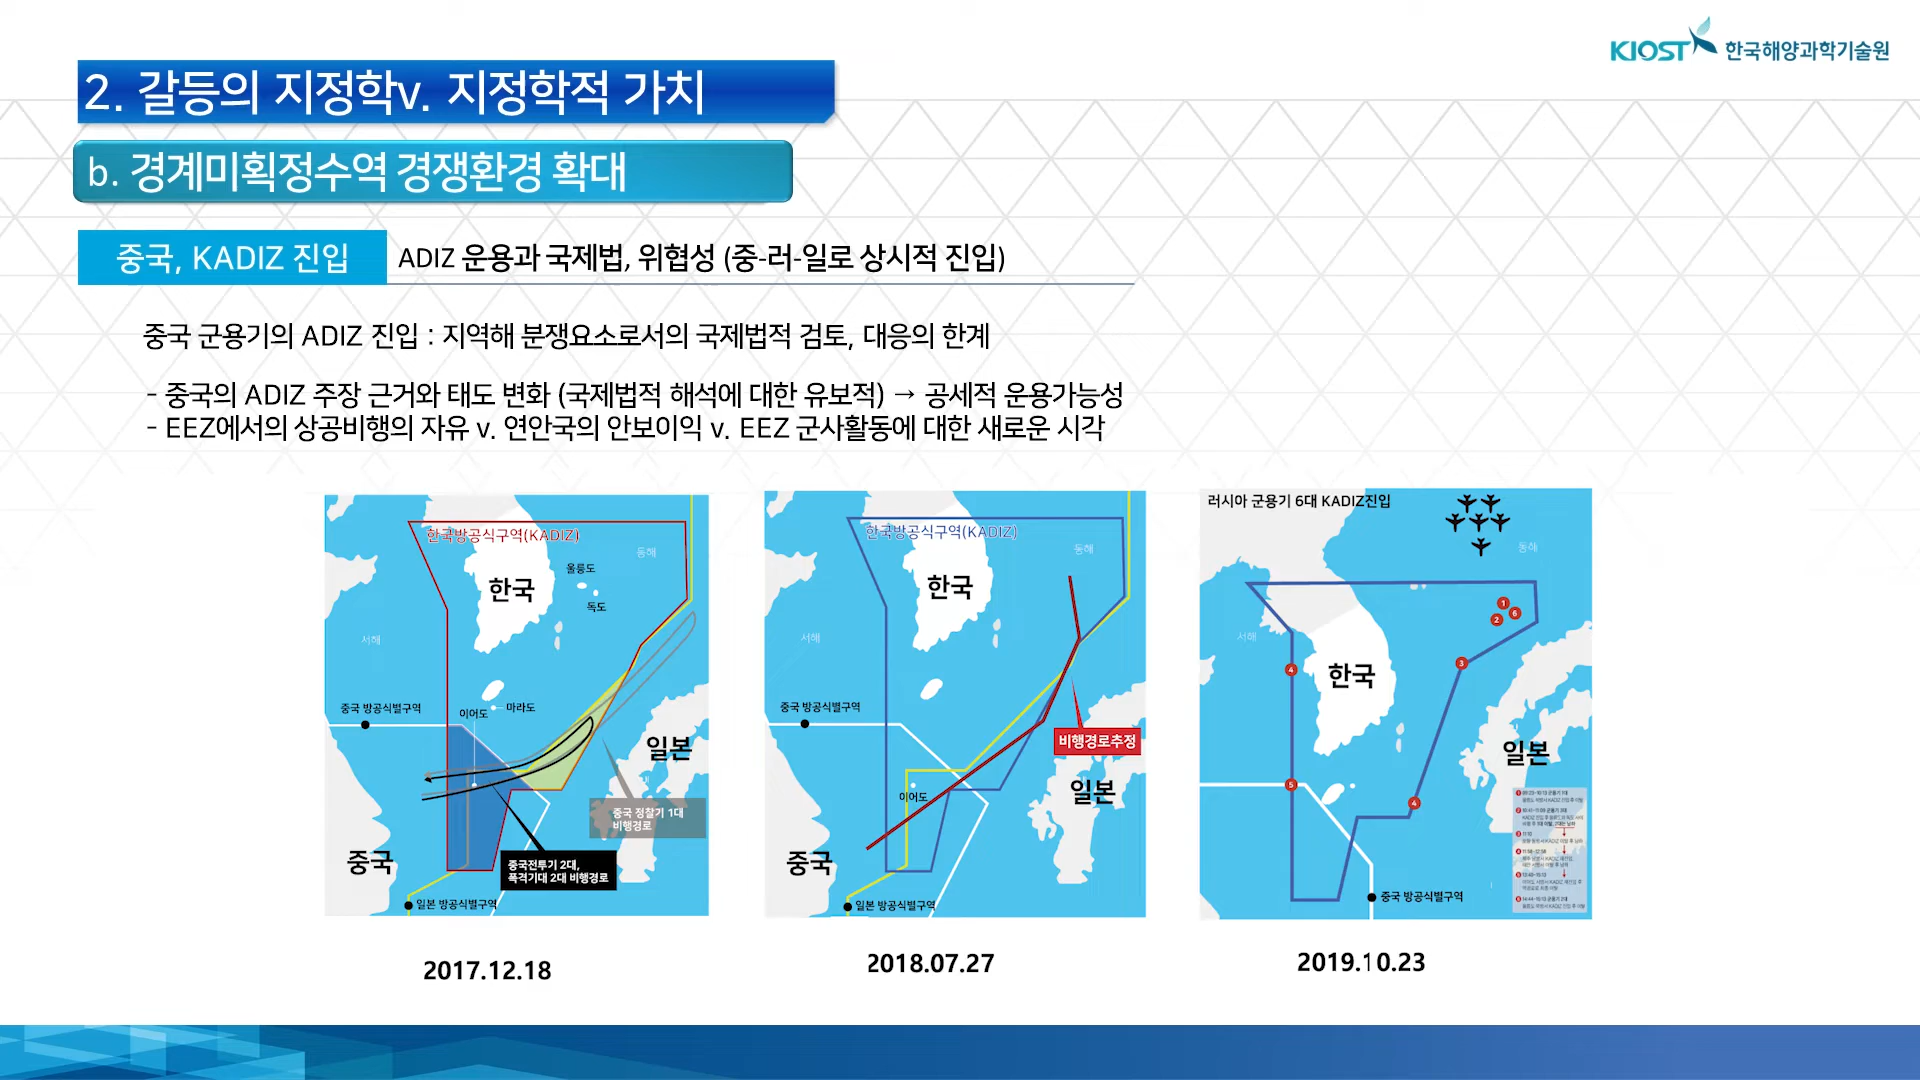 KIOST 한국해양과학기술원
2. 갈등의 지정학v. 지정학적 가치
b. 경계미획정수역 경쟁환경 확대
중국, KADIZ 진입
ADIZ 운용과 국제법, 위협성 (중-러-일로 상시적 진입)
중국 군용기의 ADIZ 진입 : 지역해 분쟁요소로서의 국제법적 검토, 대응의 한계
- 중국의 ADIZ 주장 근거와 태도 변화 (국제법적 해석에 대한 유보적) → 공세적 운용가능성
- EEZ에서의 상공비행의 자유 v. 연안국의 안보이익 v. EEZ 군사활동에 대한 새로운 시각
한국방공식구역(KADIZ)
동해
한국
울릉도
독도
서해
중국 방공식별구역
이어도
마라도
일본
중국 정찰기 1대
비행경로
중국
중국전투기 2대,
폭격기대 2대 비행경로
일본 방공식별구역
2017.12.18
한국방공식구역(KADIZ)
동해
한국
서해
중국 방공식별구역
비행경로추정
이어도
일본
중국
일본 방공식별구역
2018.07.27
러시아 군용기 6대 KADIZ진입
동해
1
6
2
서해
3
4
한국
일본
5
4
중국 방공식별구역
2019.10.23